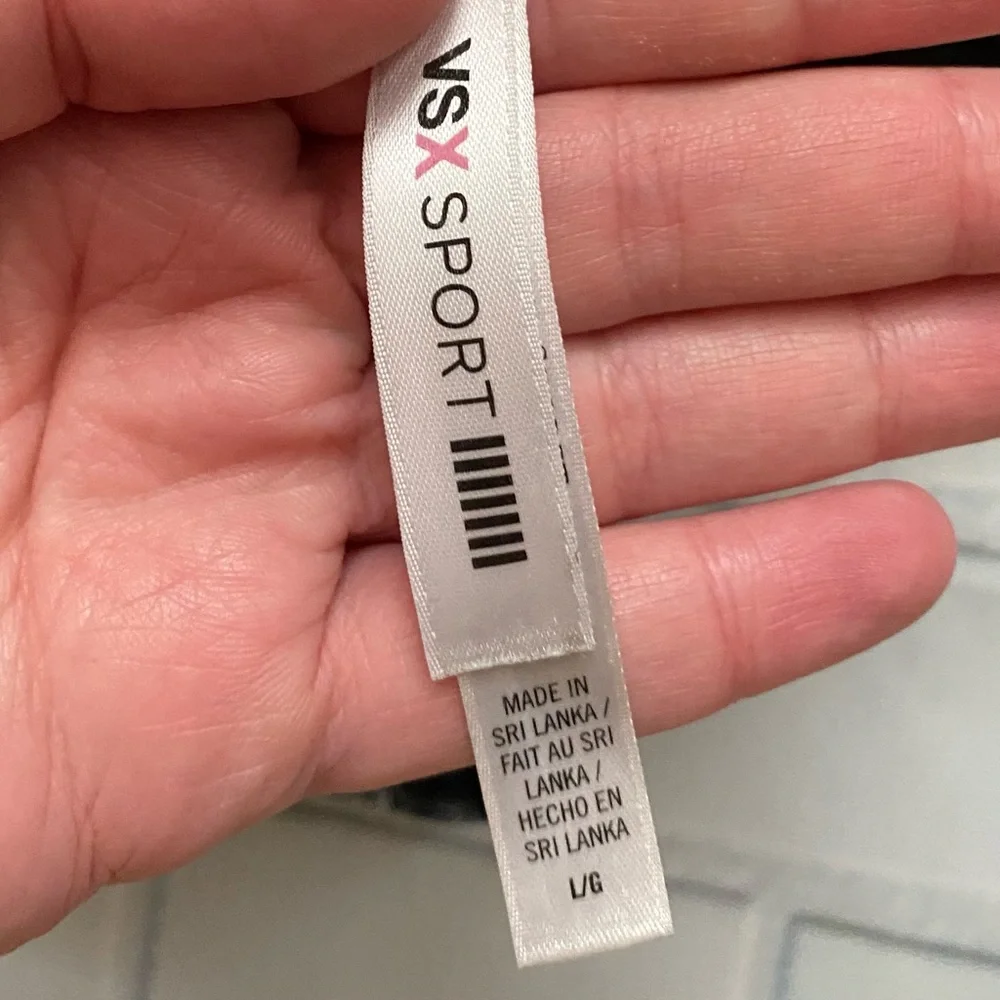 VSX SPORT
MADE IN
SRI LANKA /
FAIT AU SRI
LANKA /
HECHO EN
SRI LANKA
L/G